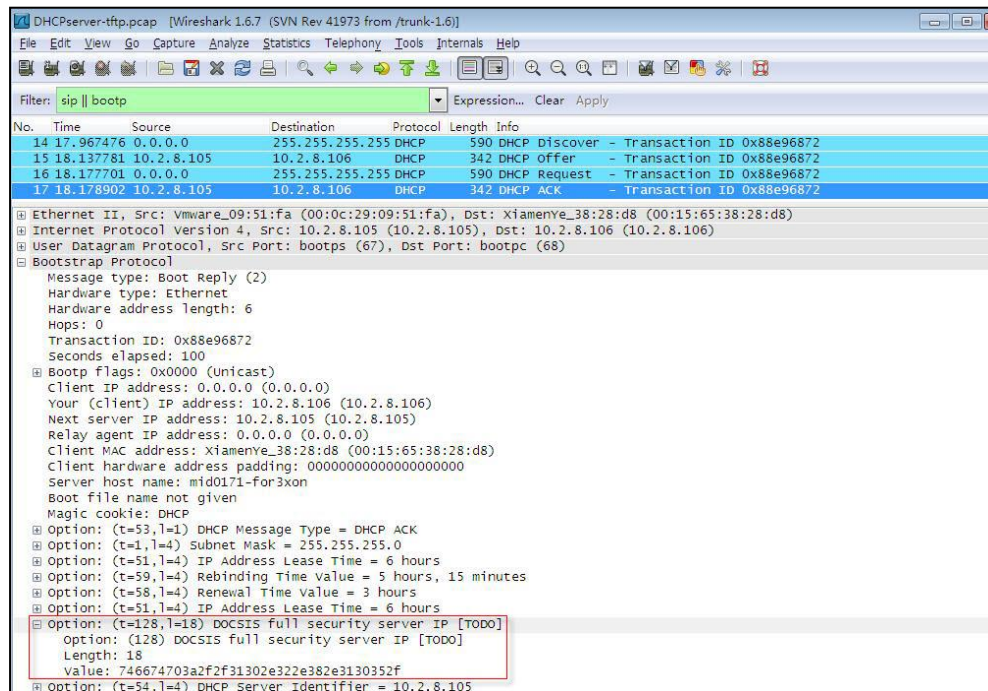 DHCPserver-tftp.pcap [Wireshark 1.6.7 (SVN Rev 41973 from /trunk-1.6)]
File Edit View Go Capture Analyze Statistics Telephony Tools Internals Help
Filter: sip || bootp Expression... Clear Apply
No. Time Source Destination Protocol Length Info
14 17.967476 0.0.0.0 255.255.255.255 DHCP 590 DHCP Discover - Transaction ID 0x88e96872
15 18.137781 10.2.8.105 10.2.8.106 DHCP 342 DHCP Offer - Transaction ID 0x88e96872
16 18.177701 0.0.0.0 255.255.255.255 DHCP 590 DHCP Request - Transaction ID 0x88e96872
17 18.178902 10.2.8.105 10.2.8.106 DHCP 342 DHCP ACK - Transaction ID 0x88e96872
Ethernet II, Src: Vmware_09:51:fa (00:0c:29:09:51:fa), Dst: XiamenYe_38:28:d8 (00:15:65:38:28:d8)
Internet Protocol Version 4, Src: 10.2.8.105 (10.2.8.105), Dst: 10.2.8.106 (10.2.8.106)
User Datagram Protocol, Src Port: bootps (67), Dst Port: bootpc (68)
Bootstrap Protocol
Message type: Boot Reply (2)
Hardware type: Ethernet
Hardware address length: 6
Hops: 0
Transaction ID: 0x88e96872
Seconds elapsed: 100
Bootp flags: 0x0000 (Unicast)
Client IP address: 0.0.0.0 (0.0.0.0)
Your (client) IP address: 10.2.8.106 (10.2.8.106)
Next server IP address: 10.2.8.105 (10.2.8.105)
Relay agent IP address: 0.0.0.0 (0.0.0.0)
Client MAC address: XiamenYe_38:28:d8 (00:15:65:38:28:d8)
Client hardware address padding: 00000000000000000000
Server host name: mid0171-for3xon
Boot file name not given
Magic cookie: DHCP
Option: (t=53,l=1) DHCP Message Type = DHCP ACK
Option: (t=1,l=4) Subnet Mask = 255.255.255.0
Option: (t=51,l=4) IP Address Lease Time = 6 hours
Option: (t=59,l=4) Rebinding Time Value = 5 hours, 15 minutes
Option: (t=58,l=4) Renewal Time Value = 3 hours
Option: (t=51,l=4) IP Address Lease Time = 6 hours
Option: (t=128,l=18) DOCSIS full security server IP [TODO]
Option: (128) DOCSIS full security server IP [TODO]
Length: 18
Value: 746674703a2f2f31302e322e382e3130352f
Option: (t=54,l=4) DHCP Server Identifier = 10.2.8.105